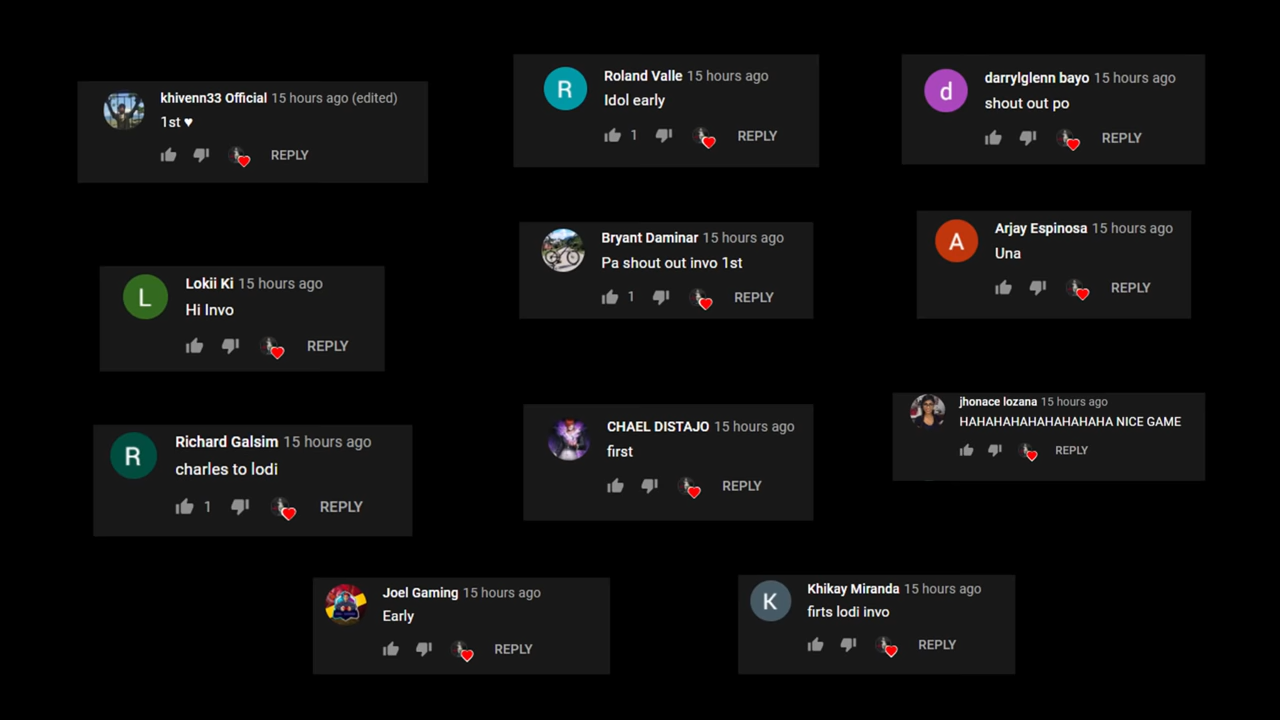 khivenn33 Official 15 hours ago (edited)
1st ♥
REPLY
Roland Valle 15 hours ago
Idol early
1 REPLY
darrylglenn bayo 15 hours ago
shout out po
REPLY
Lokii Ki 15 hours ago
Hi Invo
REPLY
Bryant Daminar 15 hours ago
Pa shout out invo 1st
1 REPLY
Arjay Espinosa 15 hours ago
Una
REPLY
Richard Galsim 15 hours ago
charles to lodi
1 REPLY
CHAEL DISTAJO 15 hours ago
first
REPLY
jhonace lozana 15 hours ago
HAHAHAHAHAHAHAHA NICE GAME
REPLY
Joel Gaming 15 hours ago
Early
REPLY
Khikay Miranda 15 hours ago
firts lodi invo
REPLY
R
d
L
A
R
K